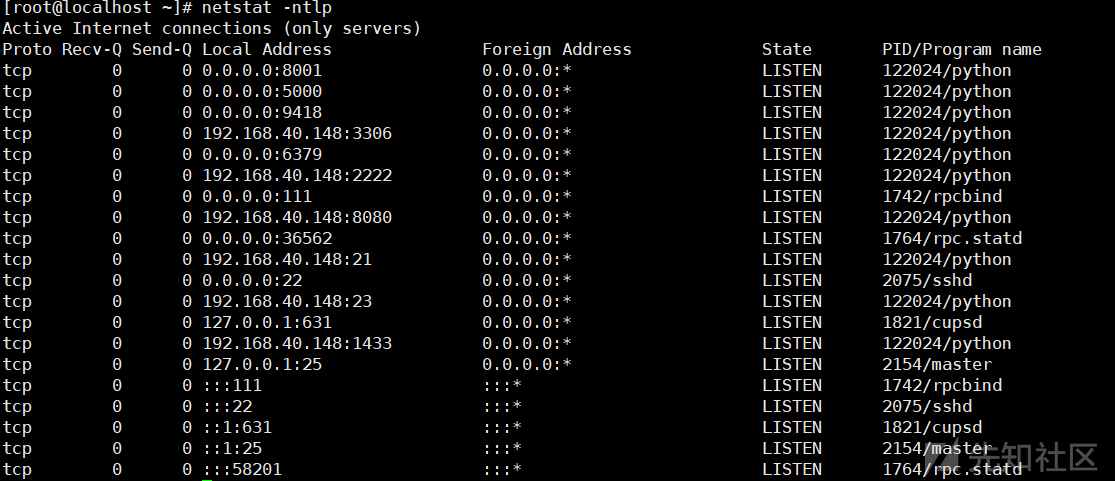 [root@localhost ~]# netstat -ntlp
Active Internet connections (only servers)
Proto Recv-Q Send-Q Local Address               Foreign Address             State       PID/Program name
tcp        0      0 0.0.0.0:8001                0.0.0.0:*                   LISTEN      122024/python
tcp        0      0 0.0.0.0:5000                0.0.0.0:*                   LISTEN      122024/python
tcp        0      0 0.0.0.0:9418                0.0.0.0:*                   LISTEN      122024/python
tcp        0      0 192.168.40.148:3306         0.0.0.0:*                   LISTEN      122024/python
tcp        0      0 0.0.0.0:6379                0.0.0.0:*                   LISTEN      122024/python
tcp        0      0 192.168.40.148:2222         0.0.0.0:*                   LISTEN      122024/python
tcp        0      0 0.0.0.0:111                 0.0.0.0:*                   LISTEN      1742/rpcbind
tcp        0      0 192.168.40.148:8080         0.0.0.0:*                   LISTEN      122024/python
tcp        0      0 0.0.0.0:36562               0.0.0.0:*                   LISTEN      1764/rpc.statd
tcp        0      0 192.168.40.148:21           0.0.0.0:*                   LISTEN      122024/python
tcp        0      0 0.0.0.0:22                  0.0.0.0:*                   LISTEN      2075/sshd
tcp        0      0 192.168.40.148:23           0.0.0.0:*                   LISTEN      122024/python
tcp        0      0 127.0.0.1:631               0.0.0.0:*                   LISTEN      1821/cupsd
tcp        0      0 192.168.40.148:1433         0.0.0.0:*                   LISTEN      122024/python
tcp        0      0 127.0.0.1:25                0.0.0.0:*                   LISTEN      2154/master
tcp        0      0 :::111                      :::*                        LISTEN      1742/rpcbind
tcp        0      0 :::22                       :::*                        LISTEN      2075/sshd
tcp        0      0 ::1:631                     :::*                        LISTEN      1821/cupsd
tcp        0      0 ::1:25                      :::*                        LISTEN      2154/master
tcp        0      0 :::58201                    :::*                        LISTEN      1764/rpc.statd
先知社区